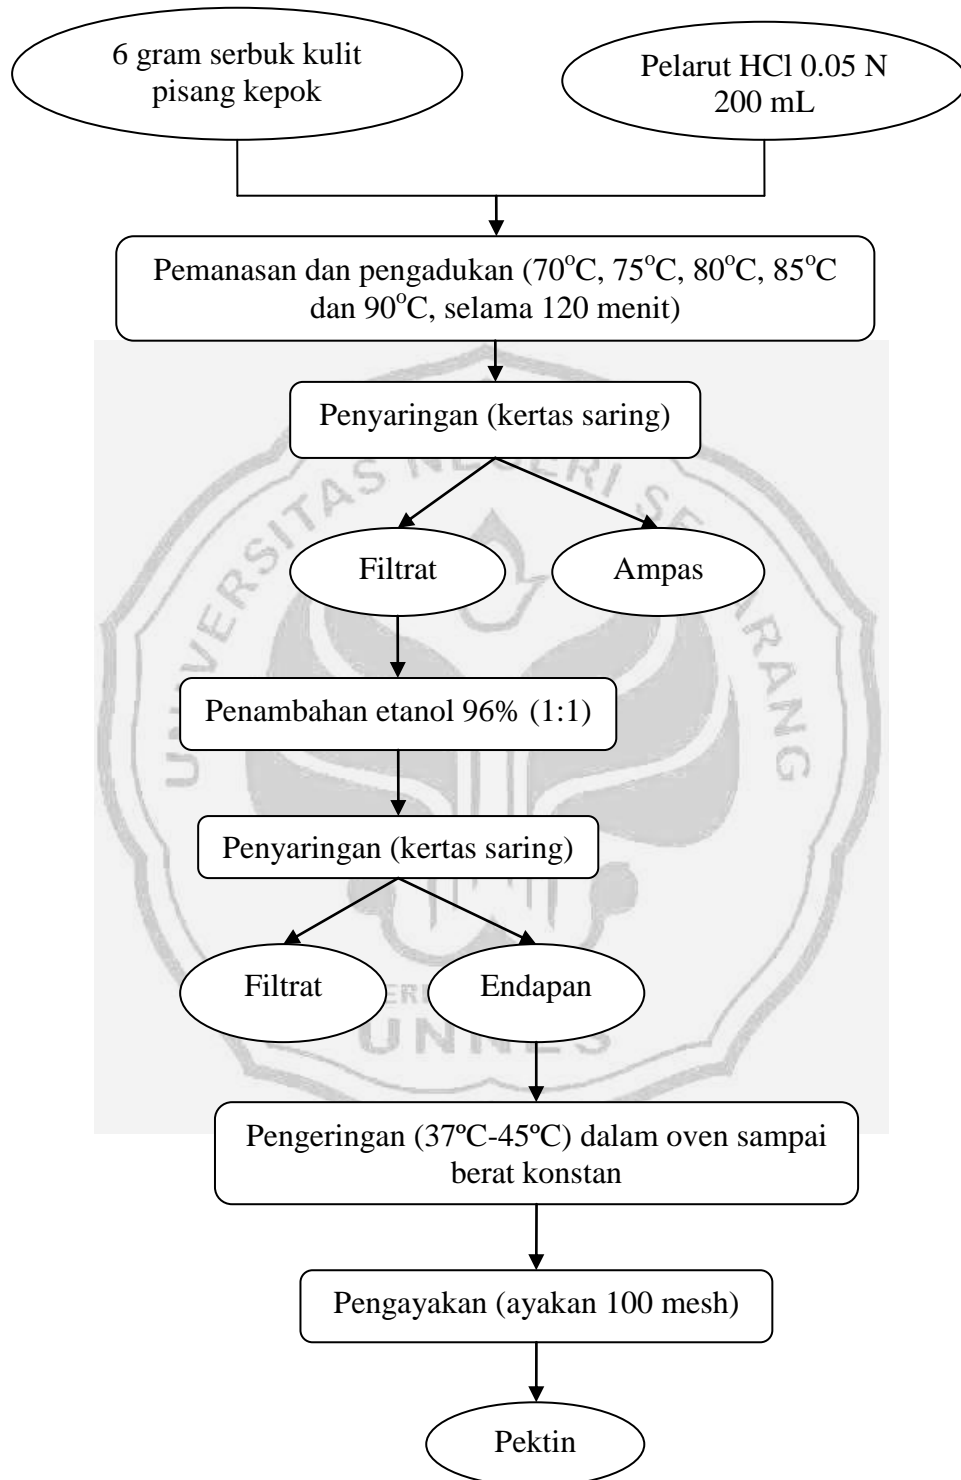 6 gram serbuk kulit
pisang kepok
Pelarut HCl 0.05 N
200 mL
Pemanasan dan pengadukan (70°C, 75°C, 80°C, 85°C
dan 90°C, selama 120 menit)
Penyaringan (kertas saring)
Filtrat
Ampas
Penambahan etanol 96% (1:1)
Penyaringan (kertas saring)
Filtrat
Endapan
Pengeringan (37ºC-45ºC) dalam oven sampai
berat konstan
Pengayakan (ayakan 100 mesh)
Pektin
UNNES